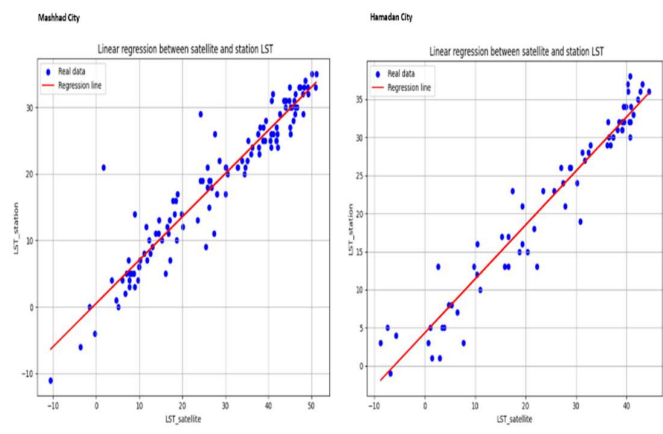 Mashhad City
Linear regression between satellite and station LST
Real data
Regression line
30
20
10
0
−10
LST_station
−10
0
10
20
30
40
50
LST_satellite
Hamadan City
Linear regression between satellite and station LST
Real data
Regression line
35
30
25
20
15
10
5
0
LST_station
−10
0
10
20
30
40
LST_satellite